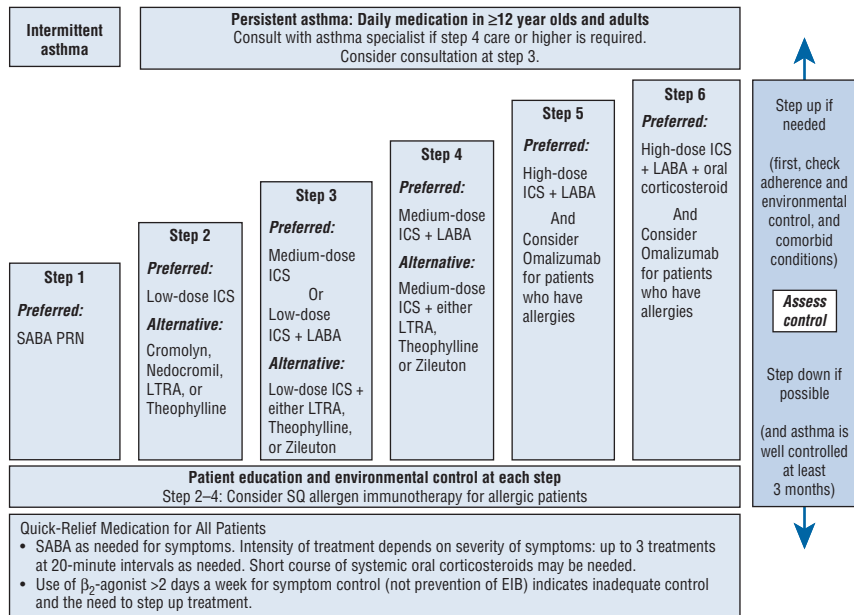 Intermittent
asthma
Persistent asthma: Daily medication in ≥12 year olds and adults
Consult with asthma specialist if step 4 care or higher is required.
Consider consultation at step 3.
Step 1
Preferred:
SABA PRN
Step 2
Preferred:
Low-dose ICS
Alternative:
Cromolyn,
Nedocromil,
LTRA, or
Theophylline
Step 3
Preferred:
Medium-dose
ICS
Or
Low-dose
ICS + LABA
Alternative:
Low-dose ICS +
either LTRA,
Theophylline,
or Zileuton
Step 4
Preferred:
Medium-dose
ICS + LABA
Alternative:
Medium-dose
ICS + either
LTRA,
Theophylline
or Zileuton
Step 5
Preferred:
High-dose
ICS + LABA
And
Consider
Omalizumab
for patients
who have
allergies
Step 6
Preferred:
High-dose ICS
+ LABA + oral
corticosteroid
And
Consider
Omalizumab
for patients
who have
allergies
Step up if
needed
(first, check
adherence and
environmental
control, and
comorbid
conditions)
Assess
control
Step down if
possible
(and asthma is
well controlled
at least
3 months)
Patient education and environmental control at each step
Step 2–4: Consider SQ allergen immunotherapy for allergic patients
Quick-Relief Medication for All Patients
• SABA as needed for symptoms. Intensity of treatment depends on severity of symptoms: up to 3 treatments
at 20-minute intervals as needed. Short course of systemic oral corticosteroids may be needed.
• Use of β₂-agonist >2 days a week for symptom control (not prevention of EIB) indicates inadequate control
and the need to step up treatment.